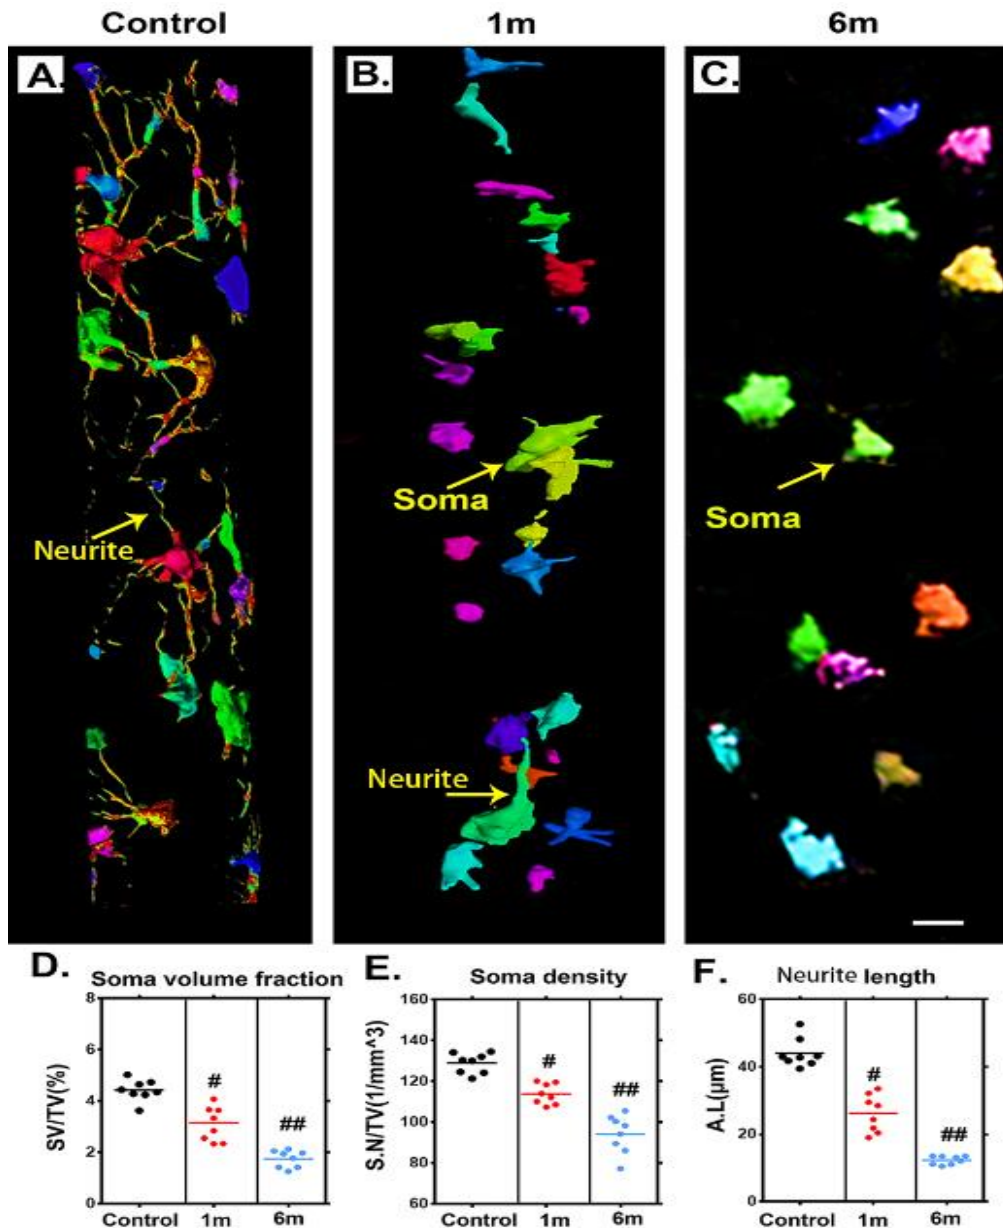 Control 1m 6m
A. B. C.
Soma
Soma
Neurite
Neurite
D. Soma volume fraction
E. Soma density
F. Neurite length
SV/TV(%)
8
6
4
2
0
#
##
Control 1m 6m
S.N/TV(1/mm^3)
160
140
120
100
80
60
#
##
Control 1m 6m
A.L(µm)
60
40
20
0
#
##
Control 1m 6m